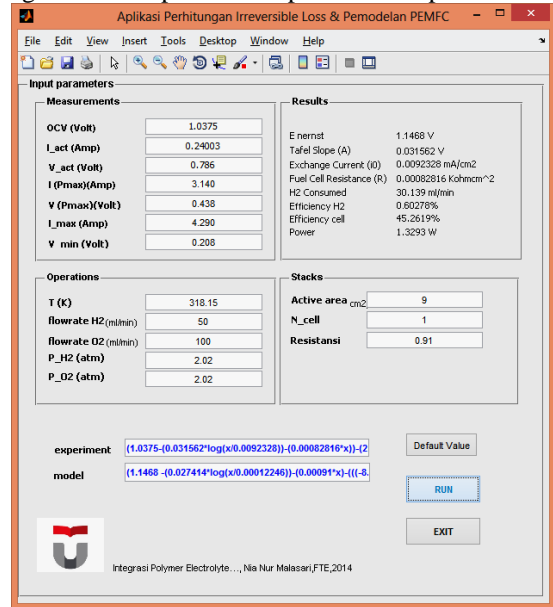 Aplikasi Perhitungan Irreversible Loss & Pemodelan PEMFC
File Edit View Insert Tools Desktop Window Help
Input parameters
Measurements
OCV (Volt) 1.0375
I_act (Amp) 0.24003
V_act (Volt) 0.786
I (Pmax)(Amp) 3.140
V (Pmax)(Volt) 0.438
I_max (Amp) 4.290
V min (Volt) 0.208
Results
E nernst 1.1468 V
Tafel Slope (A) 0.031562 V
Exchange Current (i0) 0.0092328 mA/cm2
Fuel Cell Resistance (R) 0.00082816 Kohmcm^2
H2 Consumed 30.139 ml/min
Efficiency H2 0.60278%
Efficiency cell 45.2619%
Power 1.3293 W
Operations
T (K) 318.15
flowrate H2 (ml/min) 50
flowrate O2 (ml/min) 100
P_H2 (atm) 2.02
P_O2 (atm) 2.02
Stacks
Active area cm2 9
N_cell 1
Resistansi 0.91
experiment (1.0375-(0.031562*log(x/0.0092328))-(0.00082816*x))-(2
model (1.1468 -(0.027414*log(x/0.00012246))-(0.00091*x)-(((-8.
Default Value
RUN
EXIT
Integrasi Polymer Electrolyte..., Nia Nur Malasari,FTE,2014